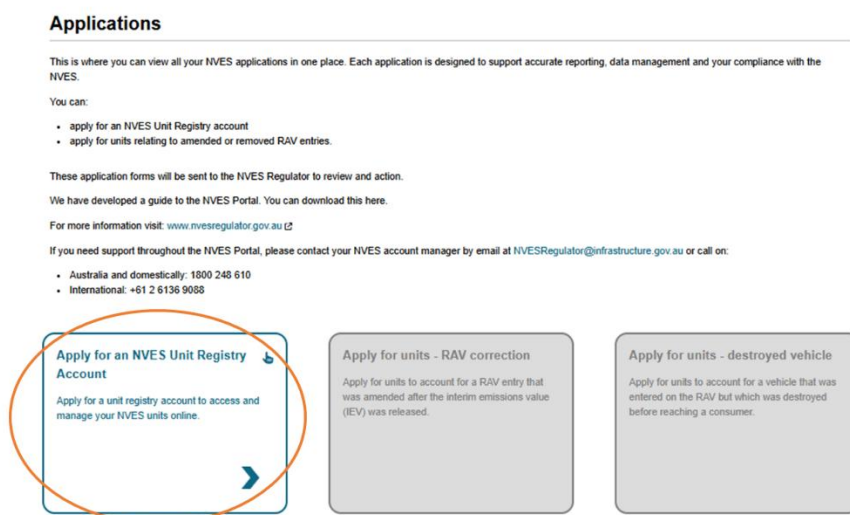 Applications
This is where you can view all your NVES applications in one place. Each application is designed to support accurate reporting, data management and your compliance with the
NVES.
You can:
• apply for an NVES Unit Registry account
• apply for units relating to amended or removed RAV entries.
These application forms will be sent to the NVES Regulator to review and action.
We have developed a guide to the NVES Portal. You can download this here.
For more information visit: www.nvesregulator.gov.au
If you need support throughout the NVES Portal, please contact your NVES account manager by email at NVESRegulator@infrastructure.gov.au or call on:
• Australia and domestically: 1800 248 610
• International: +61 2 6136 9088
Apply for an NVES Unit Registry
Account
Apply for a unit registry account to access and
manage your NVES units online.
Apply for units - RAV correction
Apply for units to account for a RAV entry that
was amended after the interim emissions value
(IEV) was released.
Apply for units - destroyed vehicle
Apply for units to account for a vehicle that was
entered on the RAV but which was destroyed
before reaching a consumer.